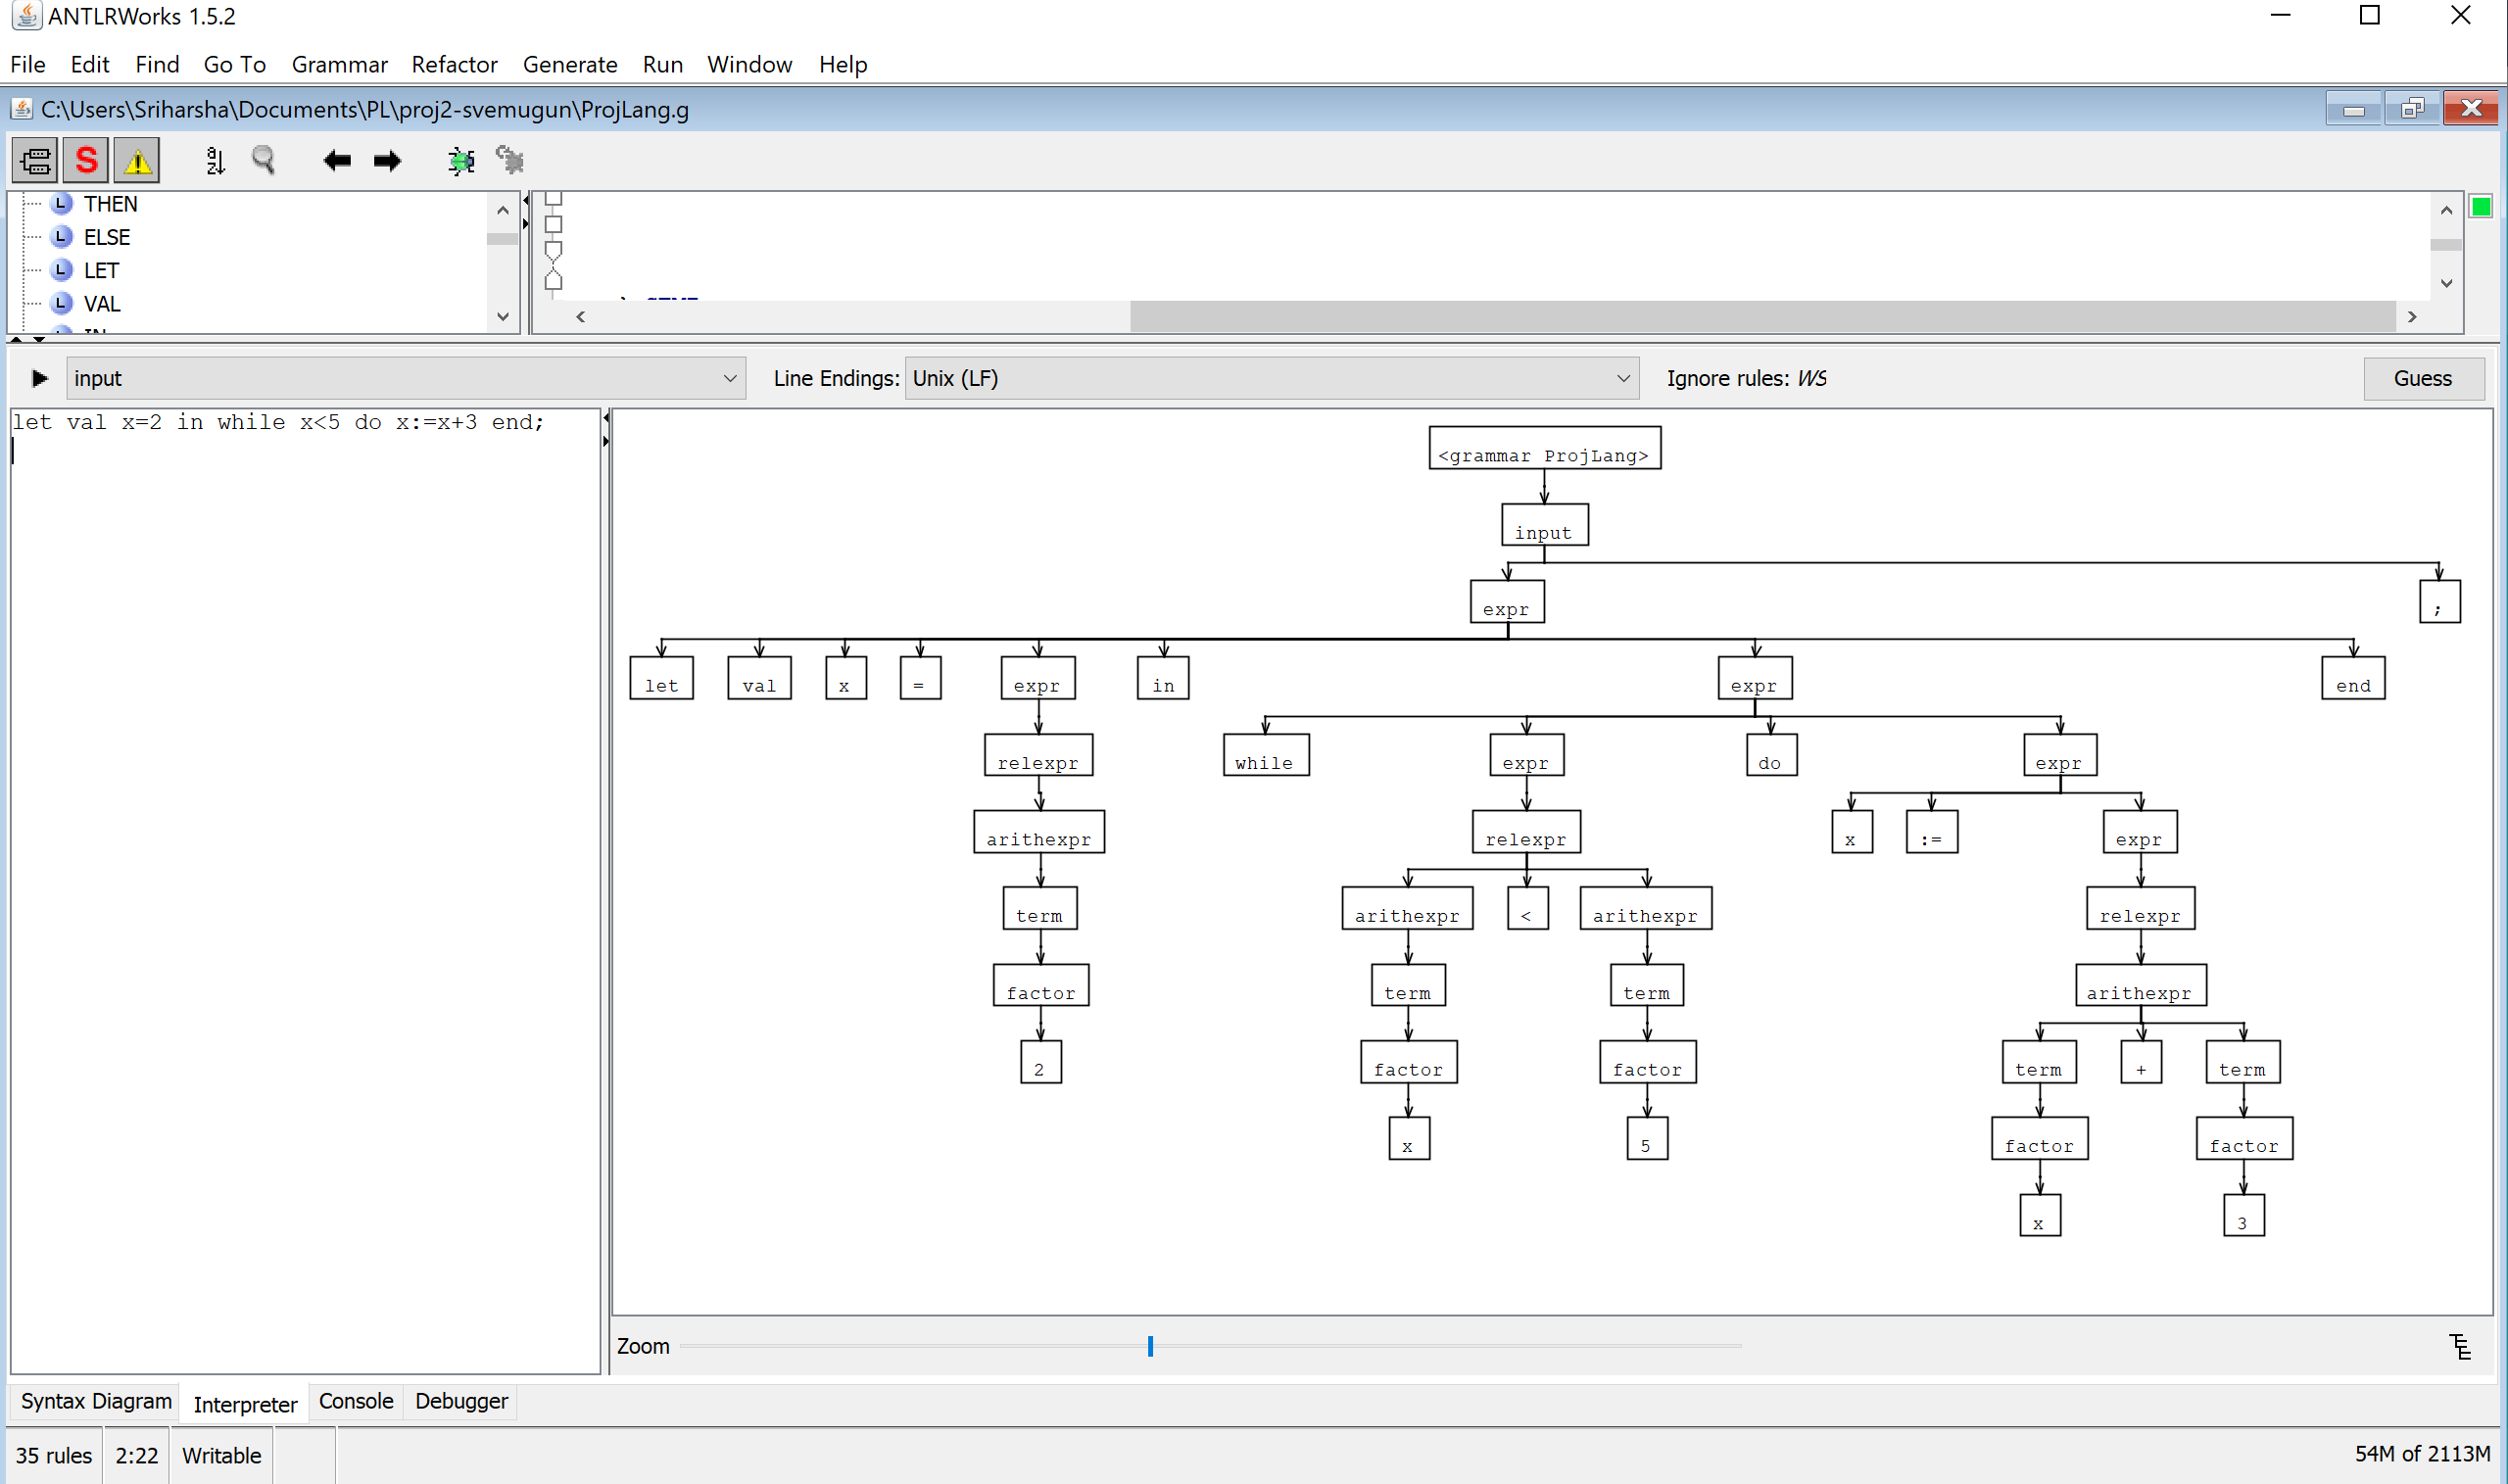 ANTLRWorks 1.5.2
File Edit Find Go To Grammar Refactor Generate Run Window Help
C:\Users\Sriharsha\Documents\PL\proj2-svemugun\ProjLang.g
S
L THEN
L ELSE
L LET
L VAL
input Line Endings: Unix (LF) Ignore rules: WS Guess
let val x=2 in while x<5 do x:=x+3 end;
<grammar ProjLang>
input
expr ;
let val x = expr in expr end
relexpr while expr do expr
arithexpr relexpr x := expr
term arithexpr < arithexpr relexpr
factor term term arithexpr
2 factor factor term + term
x 5 factor factor
x 3
Zoom
Syntax Diagram Interpreter Console Debugger
35 rules 2:22 Writable 54M of 2113M